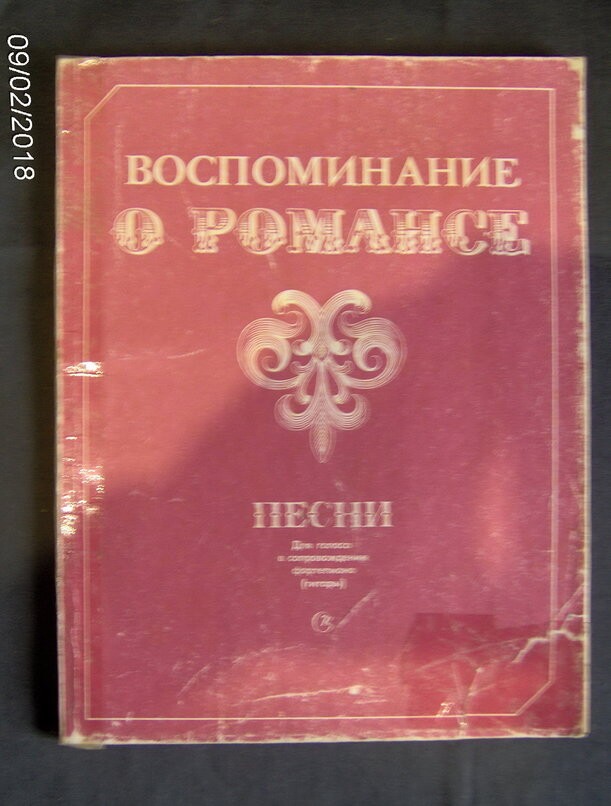 09/02/2018
ВОСПОМИНАНИЕ
О РОМАНСЕ
ПЕСНИ
Для голоса
в сопровождении
фортепиано
(гитары)